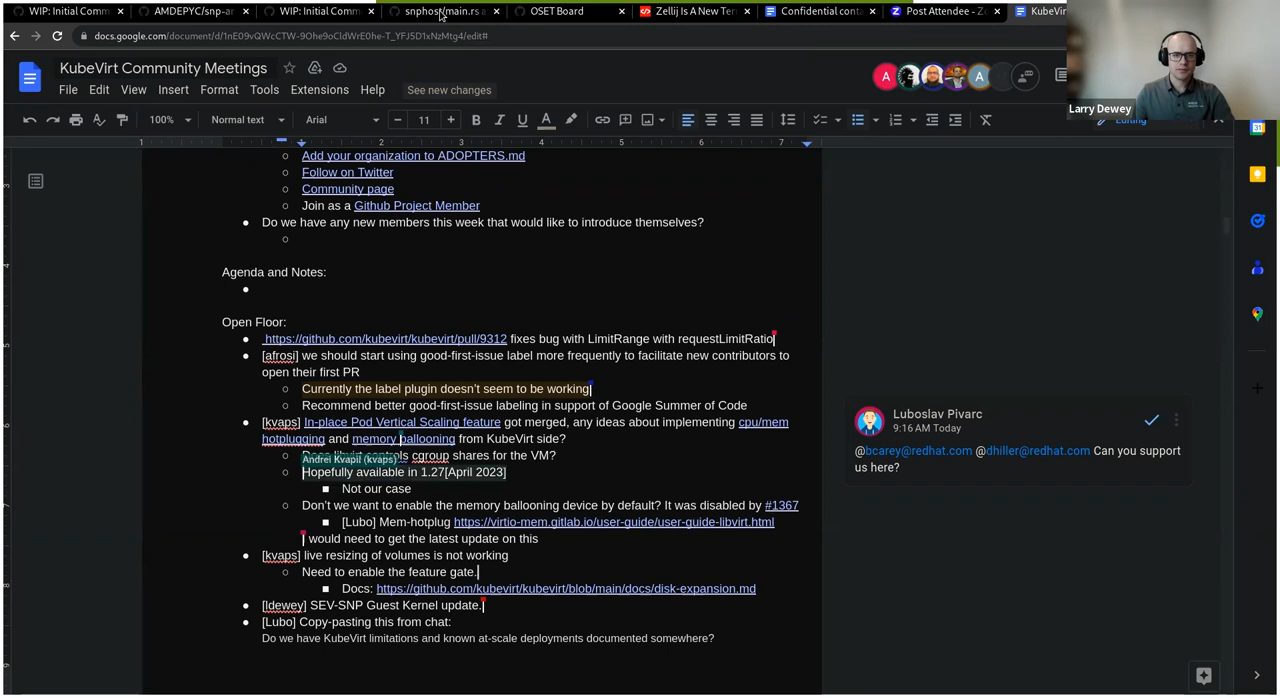 WIP: Initial Comm
AMDEPYC/snp-ar
WIP: Initial Comm
snphost/main.rs a
OSET Board
Zellij Is A New Ter
Confidential conta
Post Attendee - Zo
KubeV
docs.google.com/document/d/1nE09vQWcCTW-9Ohe9oCldWrE0he-T_YFJ5D1xNzMtg4/edit#
KubeVirt Community Meetings
File Edit View Insert Format Tools Extensions Help See new changes
A
A
Larry Dewey
100% Normal text Arial 11 B I U A Editing
1 2 3 4 5 6 7
Add your organization to ADOPTERS.md
Follow on Twitter
Community page
Join as a Github Project Member
Do we have any new members this week that would like to introduce themselves?
Agenda and Notes:
Open Floor:
https://github.com/kubevirt/kubevirt/pull/9312 fixes bug with LimitRange with requestLimitRatio
[afrosi] we should start using good-first-issue label more frequently to facilitate new contributors to
open their first PR
Currently the label plugin doesn't seem to be working
Recommend better good-first-issue labeling in support of Google Summer of Code
[kvaps] In-place Pod Vertical Scaling feature got merged, any ideas about implementing cpu/mem
hotplugging and memory ballooning from KubeVirt side?
Does libvirt controls cgroup shares for the VM?
Andrei Kvapil (kvaps)
Hopefully available in 1.27[April 2023]
Not our case
Don't we want to enable the memory ballooning device by default? It was disabled by #1367
[Lubo] Mem-hotplug https://virtio-mem.gitlab.io/user-guide/user-guide-libvirt.html
I would need to get the latest update on this
[kvaps] live resizing of volumes is not working
Need to enable the feature gate.
Docs: https://github.com/kubevirt/kubevirt/blob/main/docs/disk-expansion.md
[ldewey] SEV-SNP Guest Kernel update.
[Lubo] Copy-pasting this from chat:
Do we have KubeVirt limitations and known at-scale deployments documented somewhere?
Luboslav Pivarc
9:16 AM Today
@bcarey@redhat.com @dhiller@redhat.com Can you support
us here?